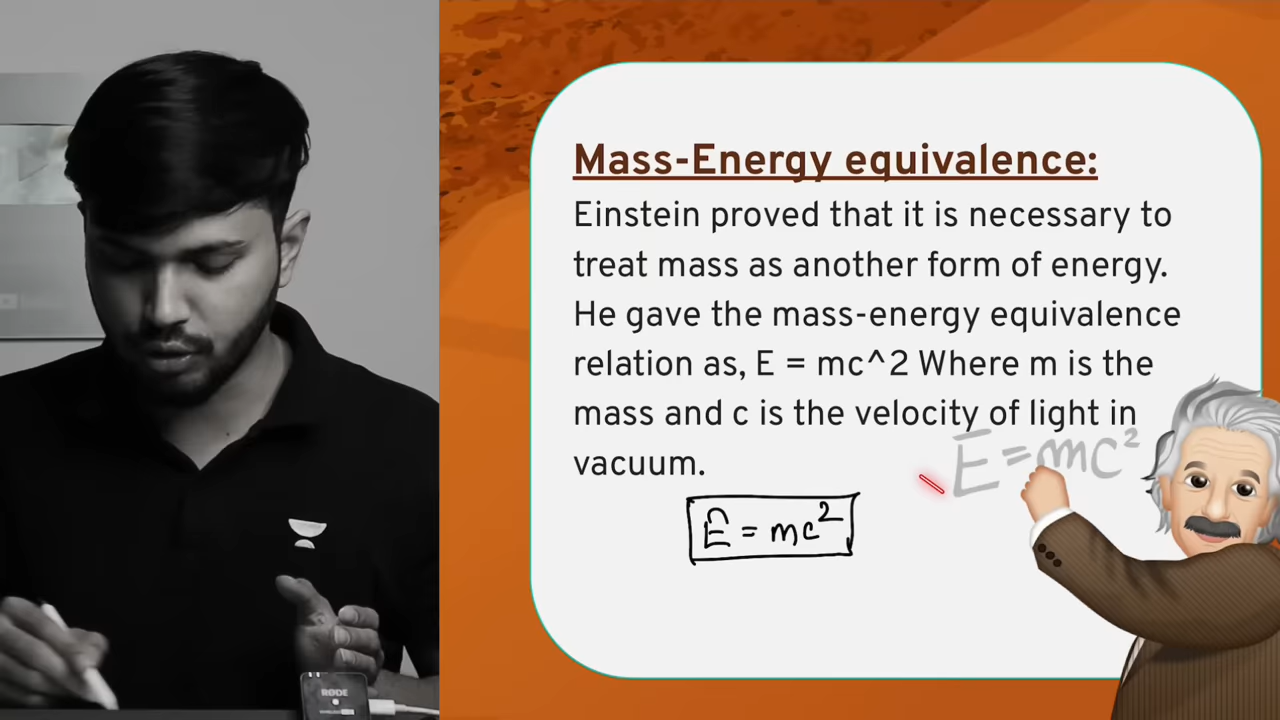 Mass-Energy equivalence:
Einstein proved that it is necessary to
treat mass as another form of energy.
He gave the mass-energy equivalence
relation as, E = mc^2 Where m is the
mass and c is the velocity of light in
vacuum.
E=mc²
E = mc²
RØDE